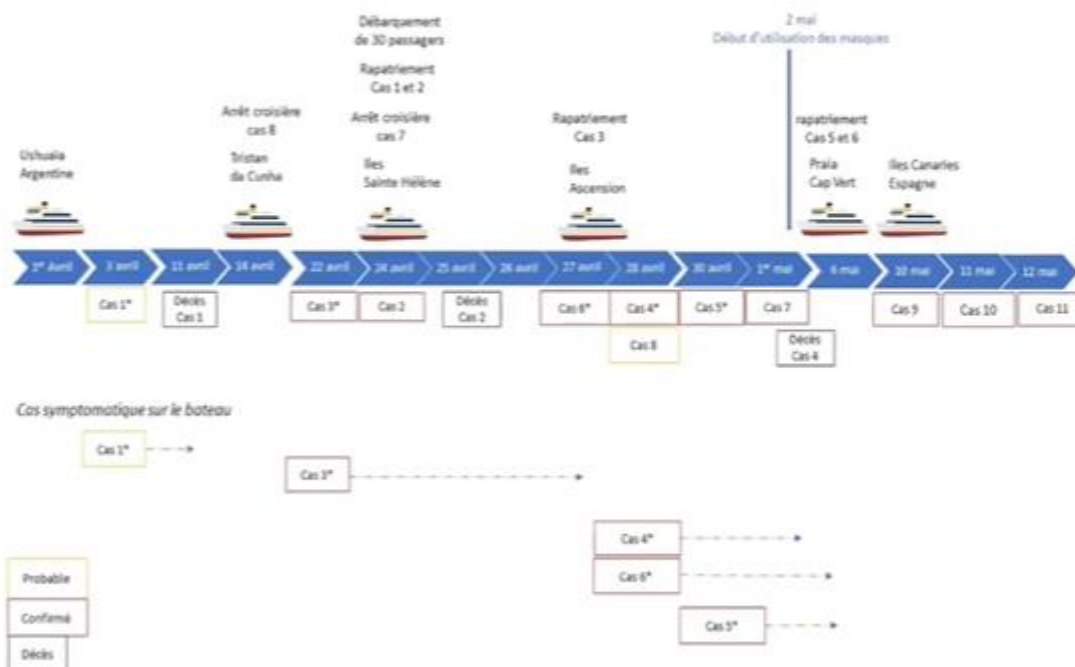 2 mai
Début d'utilisation des masques
Débarquement
de 30 passagers
Rapatriement
Cas 1 et 2
Arrêt croisière
cas 8
Arrêt croisière
cas 7
Rapatriement
Cas 3
rapatriement
Cas 5 et 6
Ushuaia
Argentine
Tristan
da Cunha
Iles
Sainte Hélène
Iles
Ascension
Praia
Cap Vert
Iles Canaries
Espagne
1er Avril
3 avril
11 avril
14 avril
22 avril
24 avril
25 avril
26 avril
27 avril
28 avril
30 avril
1er mai
6 mai
10 mai
11 mai
12 mai
Cas 1*
Décès
Cas 1
Cas 3*
Cas 2
Décès
Cas 2
Cas 6*
Cas 4*
Cas 5*
Cas 7
Cas 9
Cas 10
Cas 11
Cas 8
Décès
Cas 4
Cas symptomatique sur le bateau
Cas 1*
Cas 3*
Cas 4*
Cas 6*
Cas 5*
Probable
Confirmé
Décès